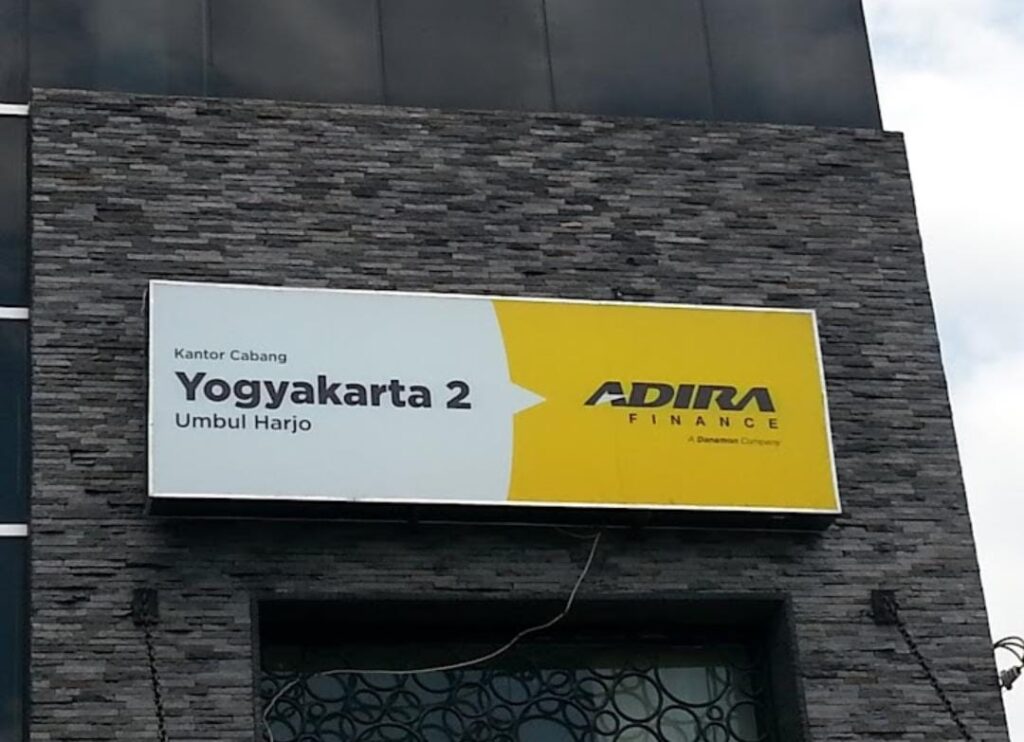 Kantor Cabang
Yogyakarta 2
Umbul Harjo
ADIRA
FINANCE
A Danamon Company